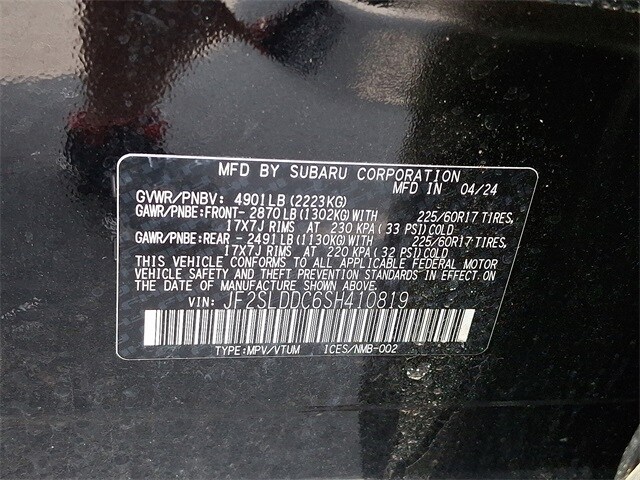 MFD BY SUBARU CORPORATION
MFD IN 04/24
GVWR/PNBV: 4901LB (2223KG)
GAWR/PNBE:FRONT- 2870LB (1302KG) WITH 225/60R17 TIRES,
17X7J RIMS AT 230 KPA (33 PSI) COLD
GAWR/PNBE:REAR - 2491LB (1130KG) WITH 225/60R17 TIRES,
17X7J RIMS AT 220 KPA (32 PSI) COLD
THIS VEHICLE CONFORMS TO ALL APPLICABLE FEDERAL MOTOR
VEHICLE SAFETY AND THEFT PREVENTION STANDARDS IN EFFECT ON
THE DATE OF MANUFACTURE SHOWN ABOVE.
VIN: JF2SLDDC6SH410819
TYPE:MPV/VTUM ICES/NMB-002